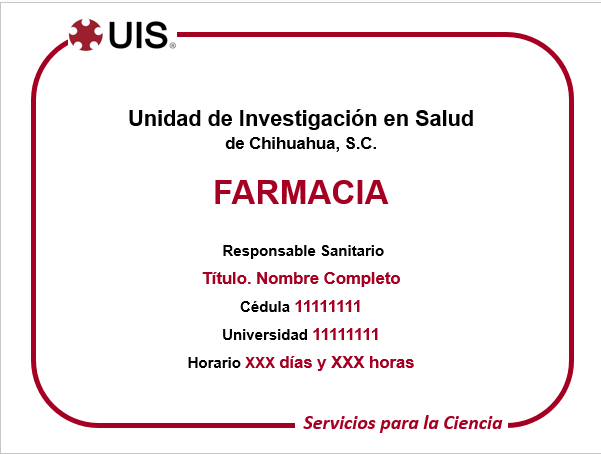 UIS®
Unidad de Investigación en Salud
de Chihuahua, S.C.
FARMACIA
Responsable Sanitario
Título. Nombre Completo
Cédula 11111111
Universidad 11111111
Horario XXX días y XXX horas
Servicios para la Ciencia